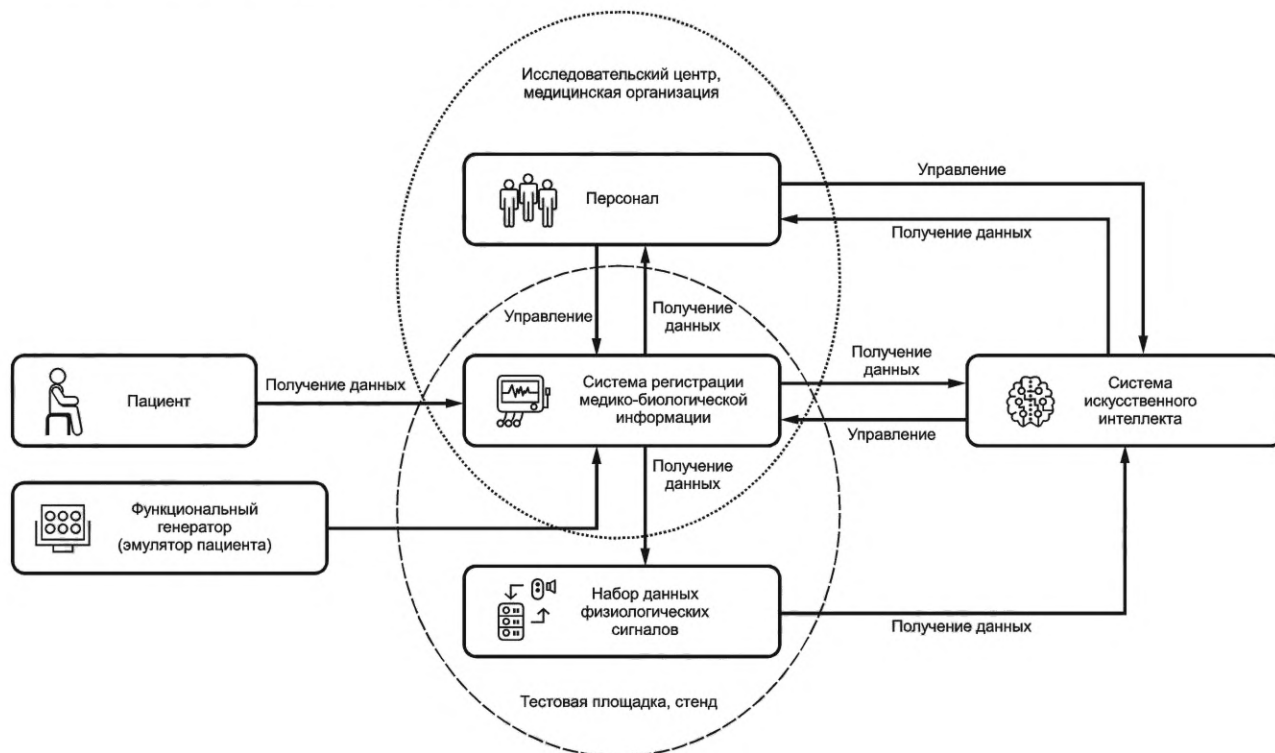 Исследовательский центр,
медицинская организация
Персонал
Управление
Получение данных
Управление
Получение
данных
Пациент
Получение данных
Система регистрации
медико-биологической
информации
Получение
данных
Управление
Система
искусственного
интеллекта
Получение
данных
Функциональный
генератор
(эмулятор пациента)
Набор данных
физиологических
сигналов
Получение данных
Тестовая площадка, стенд